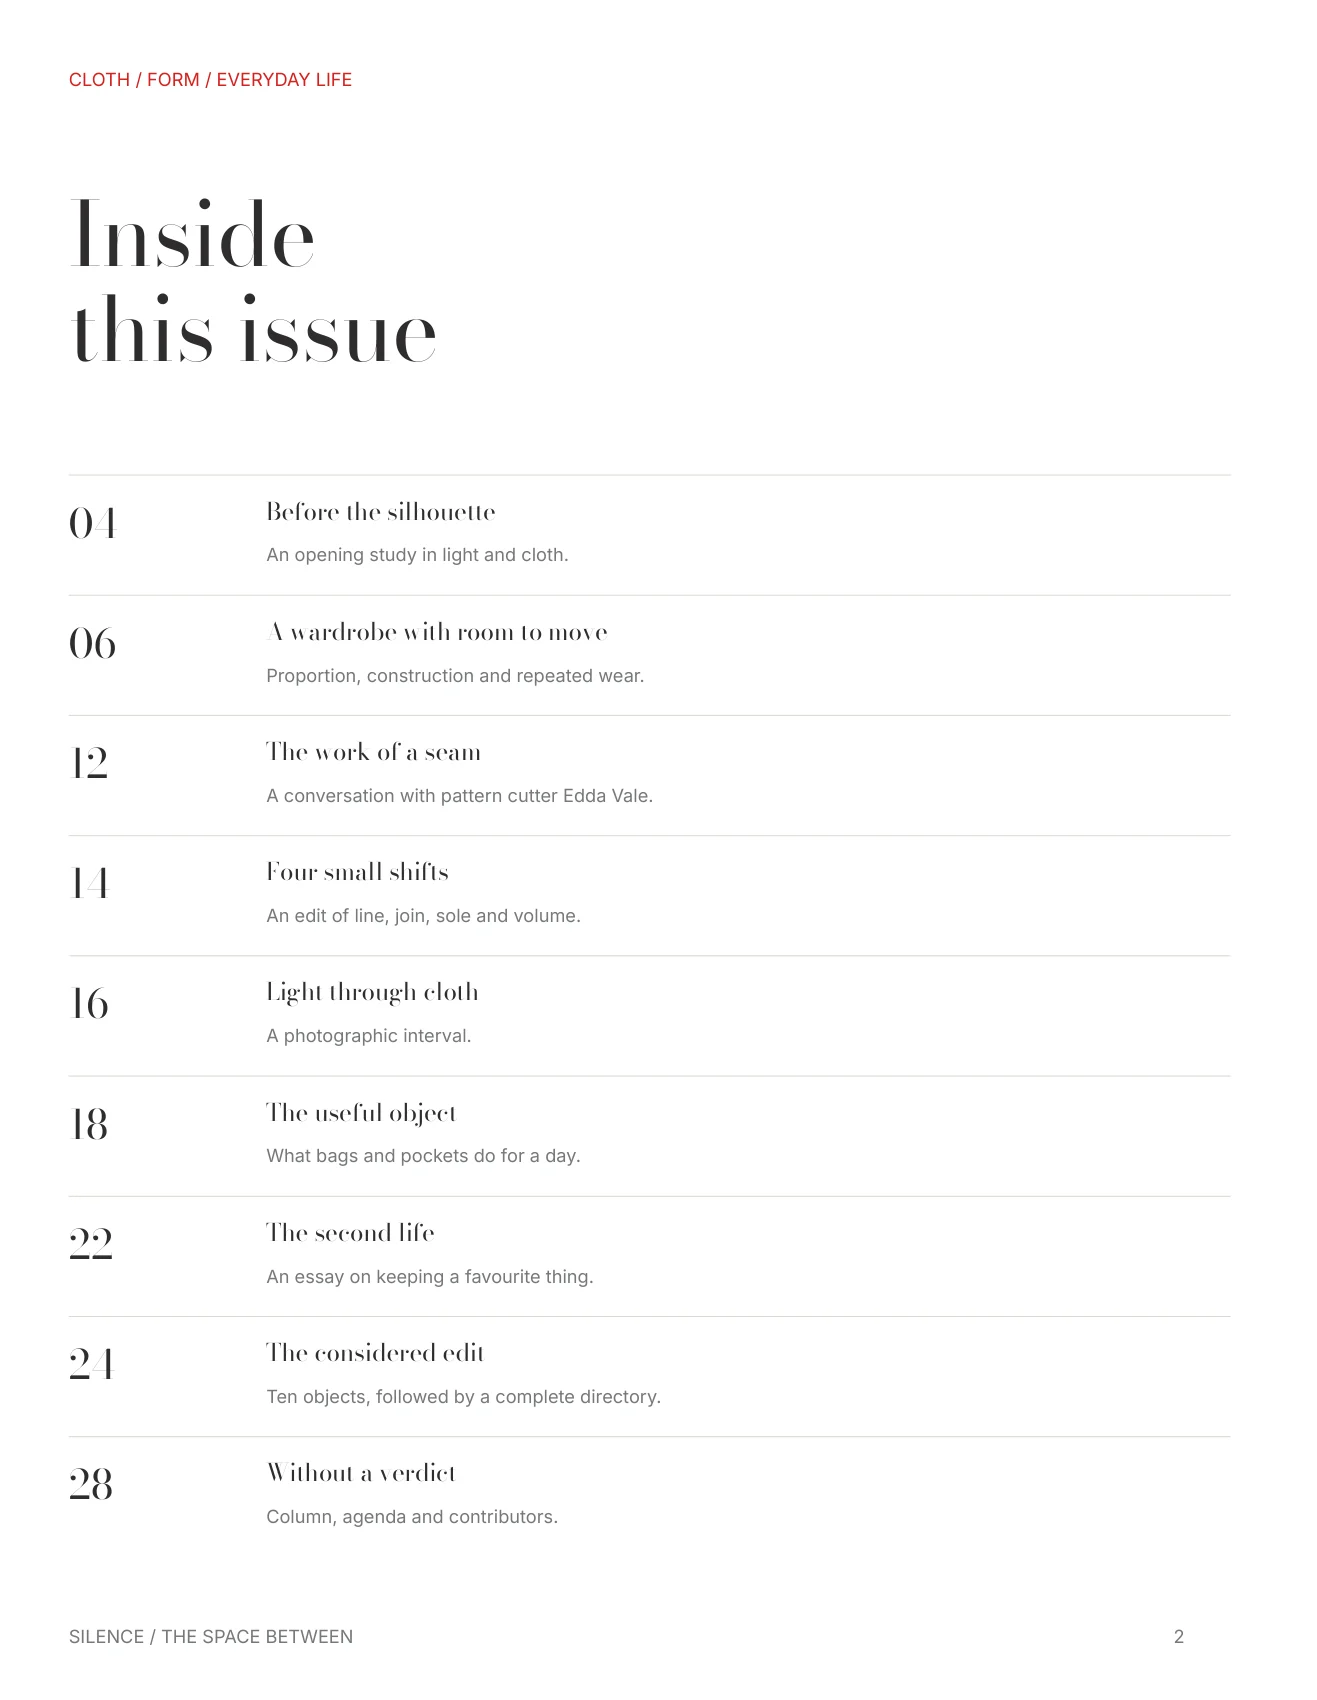 CLOTH / FORM / EVERYDAY LIFE
Inside
this issue
04
Before the silhouette
An opening study in light and cloth.
06
A wardrobe with room to move
Proportion, construction and repeated wear.
12
The work of a seam
A conversation with pattern cutter Edda Vale.
14
Four small shifts
An edit of line, join, sole and volume.
16
Light through cloth
A photographic interval.
18
The useful object
What bags and pockets do for a day.
22
The second life
An essay on keeping a favourite thing.
24
The considered edit
Ten objects, followed by a complete directory.
28
Without a verdict
Column, agenda and contributors.
SILENCE / THE SPACE BETWEEN
2